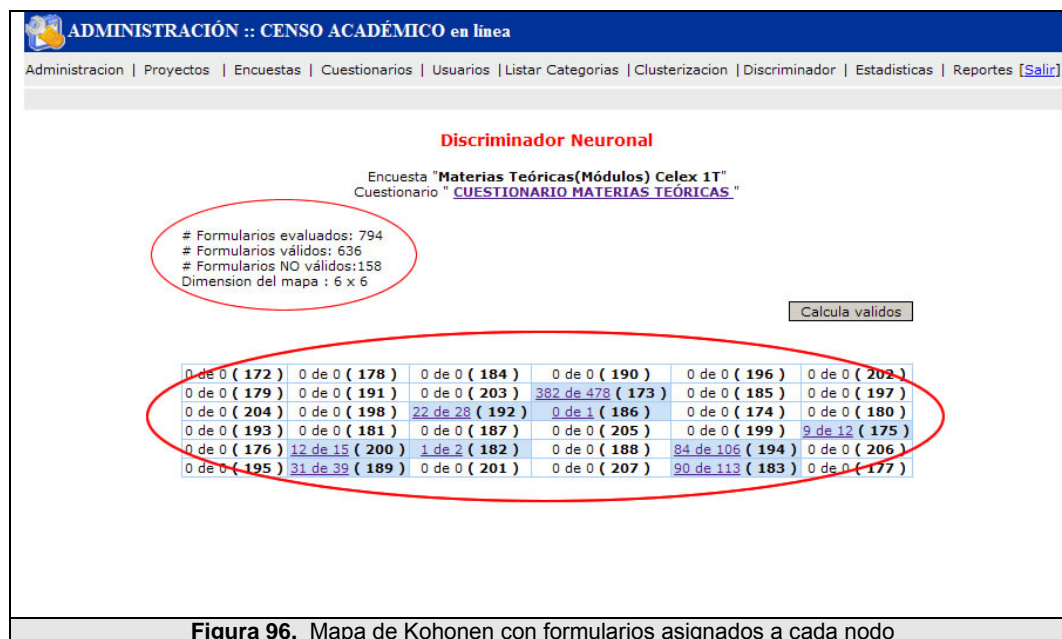 ADMINISTRACIÓN :: CENSO ACADÉMICO en línea
Administracion | Proyectos | Encuestas | Cuestionarios | Usuarios |Listar Categorias |Clusterizacion |Discriminador | Estadisticas | Reportes [Salir]
Discriminador Neuronal
Encuesta "Materias Teóricas(Módulos) Celex 1T"
Cuestionario " CUESTIONARIO MATERIAS TEÓRICAS "
# Formularios evaluados: 794
# Formularios válidos: 636
# Formularios NO válidos:158
Dimension del mapa : 6 x 6
Calcula validos
0 de 0 ( 172 ) 0 de 0 ( 178 ) 0 de 0 ( 184 ) 0 de 0 ( 190 ) 0 de 0 ( 196 ) 0 de 0 ( 202 )
0 de 0 ( 179 ) 0 de 0 ( 191 ) 0 de 0 ( 203 ) 382 de 478 ( 173 ) 0 de 0 ( 185 ) 0 de 0 ( 197 )
0 de 0 ( 204 ) 0 de 0 ( 198 ) 22 de 28 ( 192 ) 0 de 1 ( 186 ) 0 de 0 ( 174 ) 0 de 0 ( 180 )
0 de 0 ( 193 ) 0 de 0 ( 181 ) 0 de 0 ( 187 ) 0 de 0 ( 205 ) 0 de 0 ( 199 ) 9 de 12 ( 175 )
0 de 0 ( 176 ) 12 de 15 ( 200 ) 1 de 2 ( 182 ) 0 de 0 ( 188 ) 84 de 106 ( 194 ) 0 de 0 ( 206 )
0 de 0 ( 195 ) 31 de 39 ( 189 ) 0 de 0 ( 201 ) 0 de 0 ( 207 ) 90 de 113 ( 183 ) 0 de 0 ( 177 )
Figura 96. Mapa de Kohonen con formularios asignados a cada nodo